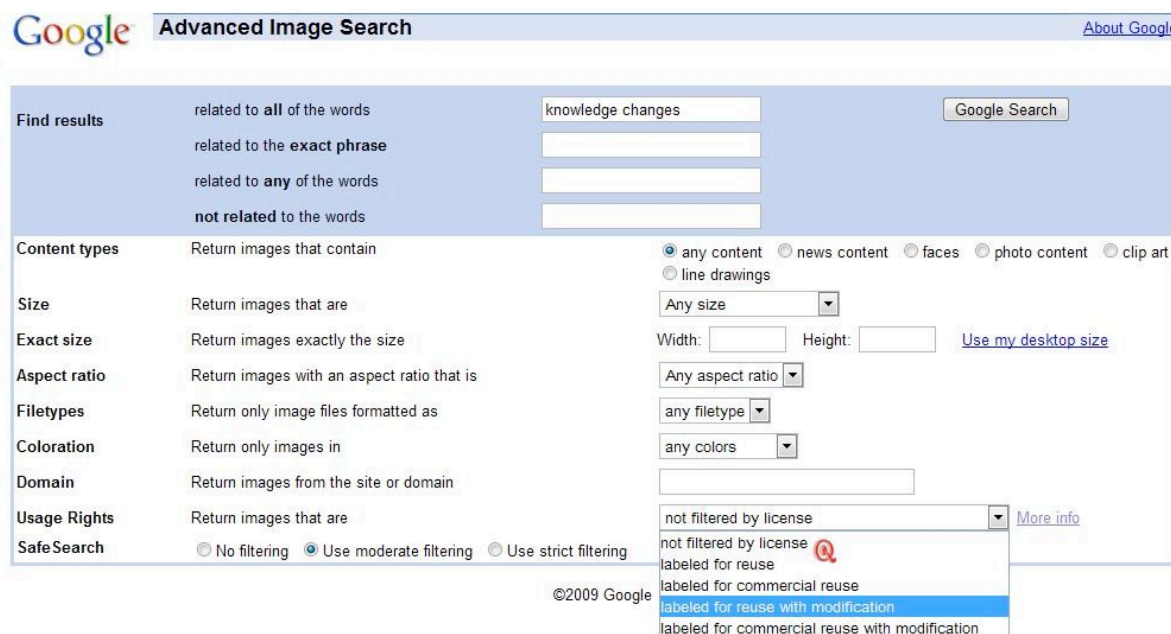 Google Advanced Image Search About Google
Find results related to all of the words knowledge changes Google Search
related to the exact phrase
related to any of the words
not related to the words
Content types Return images that contain any content news content faces photo content clip art
line drawings
Size Return images that are Any size
Exact size Return images exactly the size Width: Height: Use my desktop size
Aspect ratio Return images with an aspect ratio that is Any aspect ratio
Filetypes Return only image files formatted as any filetype
Coloration Return only images in any colors
Domain Return images from the site or domain
Usage Rights Return images that are not filtered by license More info
SafeSearch No filtering Use moderate filtering Use strict filtering
not filtered by license
labeled for reuse
labeled for commercial reuse
©2009 Google
labeled for reuse with modification
labeled for commercial reuse with modification